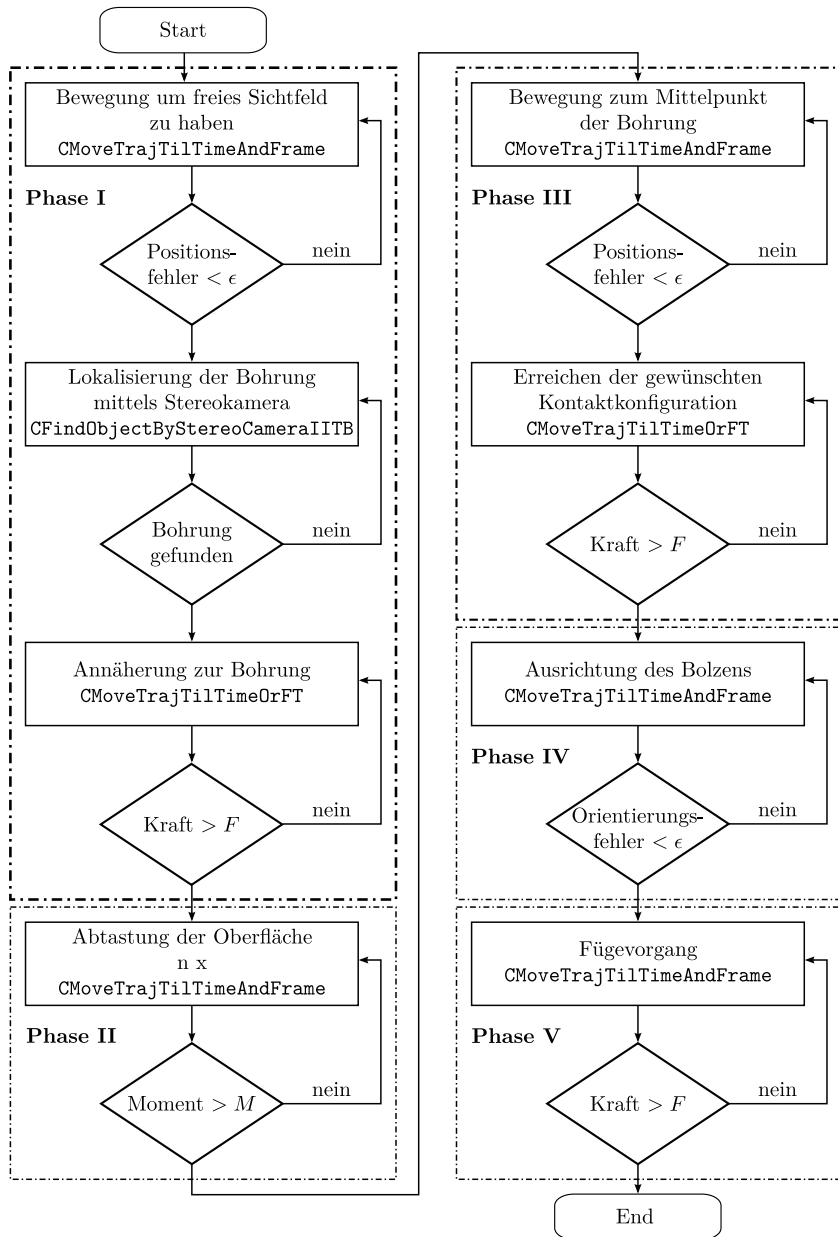 Start
Bewegung um freies Sichtfeld
zu haben
CMoveTrajTilTimeAndFrame
Phase I
Positions-
fehler < ϵ
nein
Lokalisierung der Bohrung
mittels Stereokamera
CFindObjectByStereoCameraIITB
Bohrung
gefunden
nein
Annäherung zur Bohrung
CMoveTrajTilTimeOrFT
Kraft > F
nein
Abtastung der Oberfläche
n x
CMoveTrajTilTimeAndFrame
Phase II
Moment > M
nein
Bewegung zum Mittelpunkt
der Bohrung
CMoveTrajTilTimeAndFrame
Phase III
Positions-
fehler < ϵ
nein
Erreichen der gewünschten
Kontaktkonfiguration
CMoveTrajTilTimeOrFT
Kraft > F
nein
Ausrichtung des Bolzens
CMoveTrajTilTimeAndFrame
Phase IV
Orientierungs-
fehler < ϵ
nein
Fügevorgang
CMoveTrajTilTimeAndFrame
Phase V
Kraft > F
nein
End